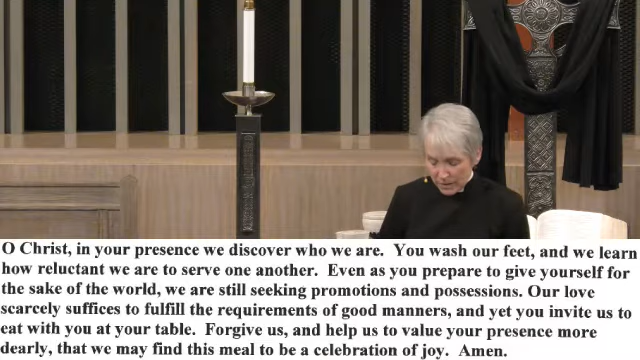 O Christ, in your presence we discover who we are. You wash our feet, and we learn
how reluctant we are to serve one another. Even as you prepare to give yourself for
the sake of the world, we are still seeking promotions and possessions. Our love
scarcely suffices to fulfill the requirements of good manners, and yet you invite us to
eat with you at your table. Forgive us, and help us to value your presence more
dearly, that we may find this meal to be a celebration of joy. Amen.